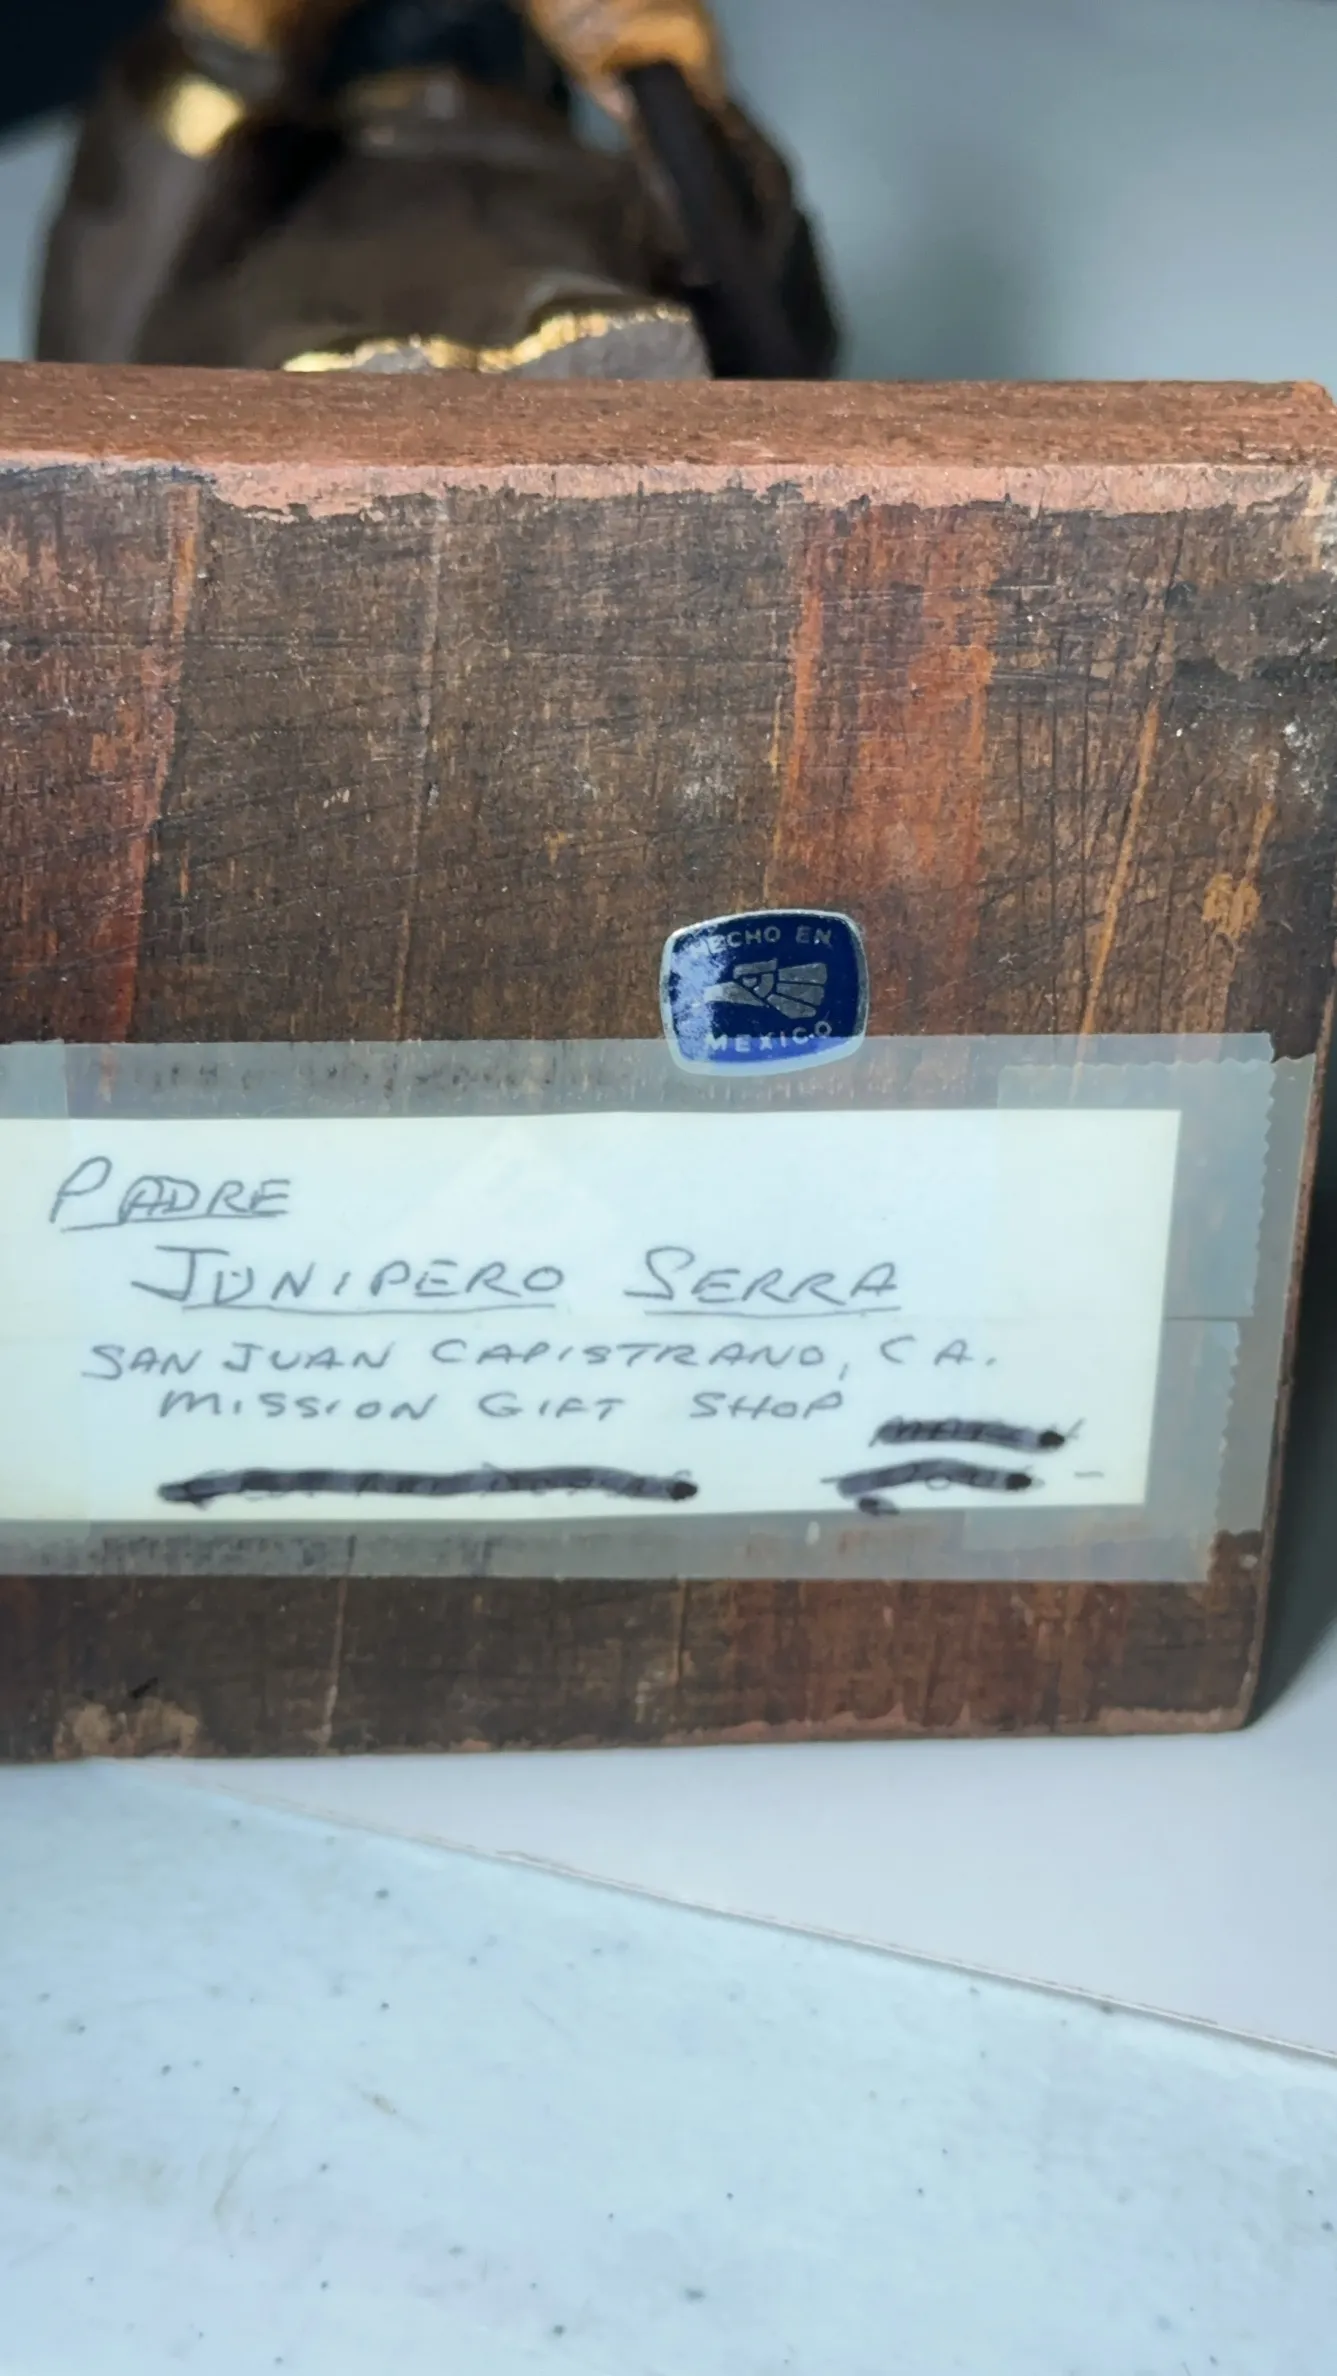 HECHO EN
MEXICO
PADRE
JUNIPERO SERRA
SAN JUAN CAPISTRANO, CA.
MISSION GIFT SHOP